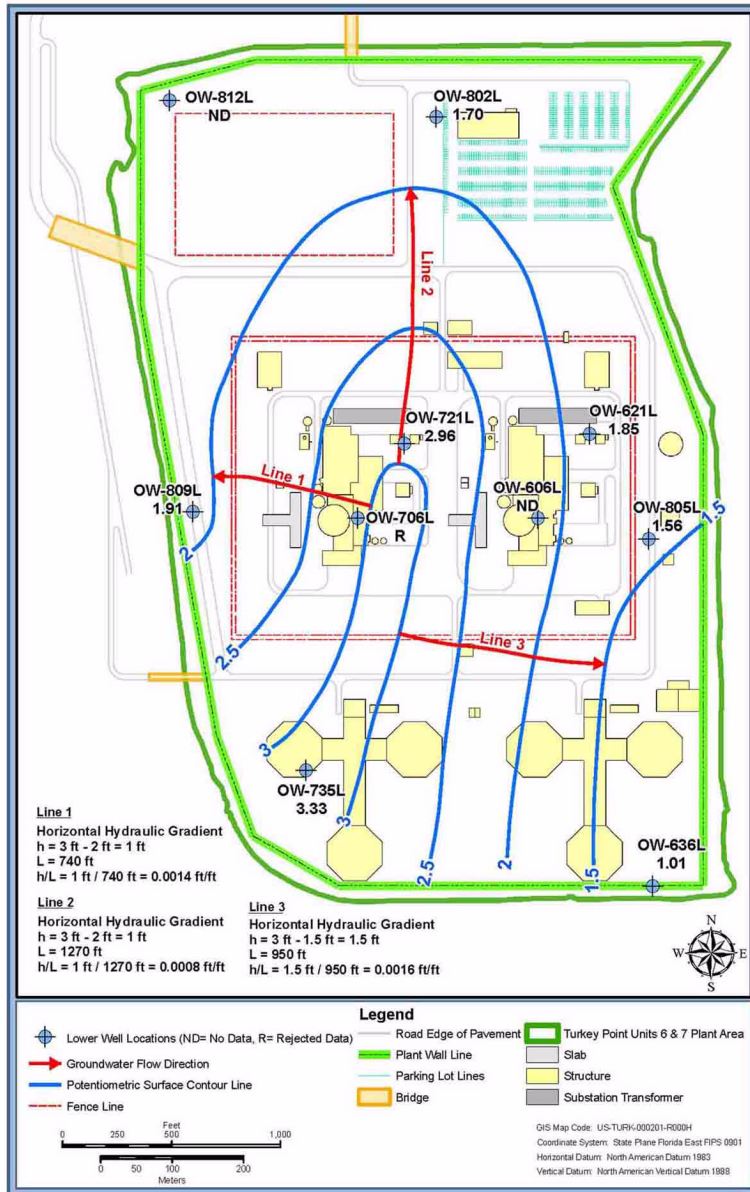 OW-812L
ND
OW-802L
1.70
Line 2
OW-721L
2.96
OW-621L
1.85
Line 1
OW-809L
1.91
OW-706L
R
OW-606L
ND
OW-805L
1.56
1.5
2
2.5
Line 3
3
OW-735L
3.33
3
2.5
2
1.5
OW-636L
1.01
Line 1
Horizontal Hydraulic Gradient
h = 3 ft - 2 ft = 1 ft
L = 740 ft
h/L = 1 ft / 740 ft = 0.0014 ft/ft
Line 2
Horizontal Hydraulic Gradient
h = 3 ft - 2 ft = 1 ft
L = 1270 ft
h/L = 1 ft / 1270 ft = 0.0008 ft/ft
Line 3
Horizontal Hydraulic Gradient
h = 3 ft - 1.5 ft = 1.5 ft
L = 950 ft
h/L = 1.5 ft / 950 ft = 0.0016 ft/ft
N
W E
S
Legend
Lower Well Locations (ND= No Data, R= Rejected Data)
Groundwater Flow Direction
Potentiometric Surface Contour Line
Fence Line
Road Edge of Pavement
Plant Wall Line
Parking Lot Lines
Bridge
Turkey Point Units 6 & 7 Plant Area
Slab
Structure
Substation Transformer
Feet
0 250 500 1,000
0 50 100 200
Meters
GIS Map Code: US-TURK-000201-R000H
Coordinate System: State Plane Florida East FIPS 0901
Horizontal Datum: North American Datum 1983
Vertical Datum: North American Vertical Datum 1988